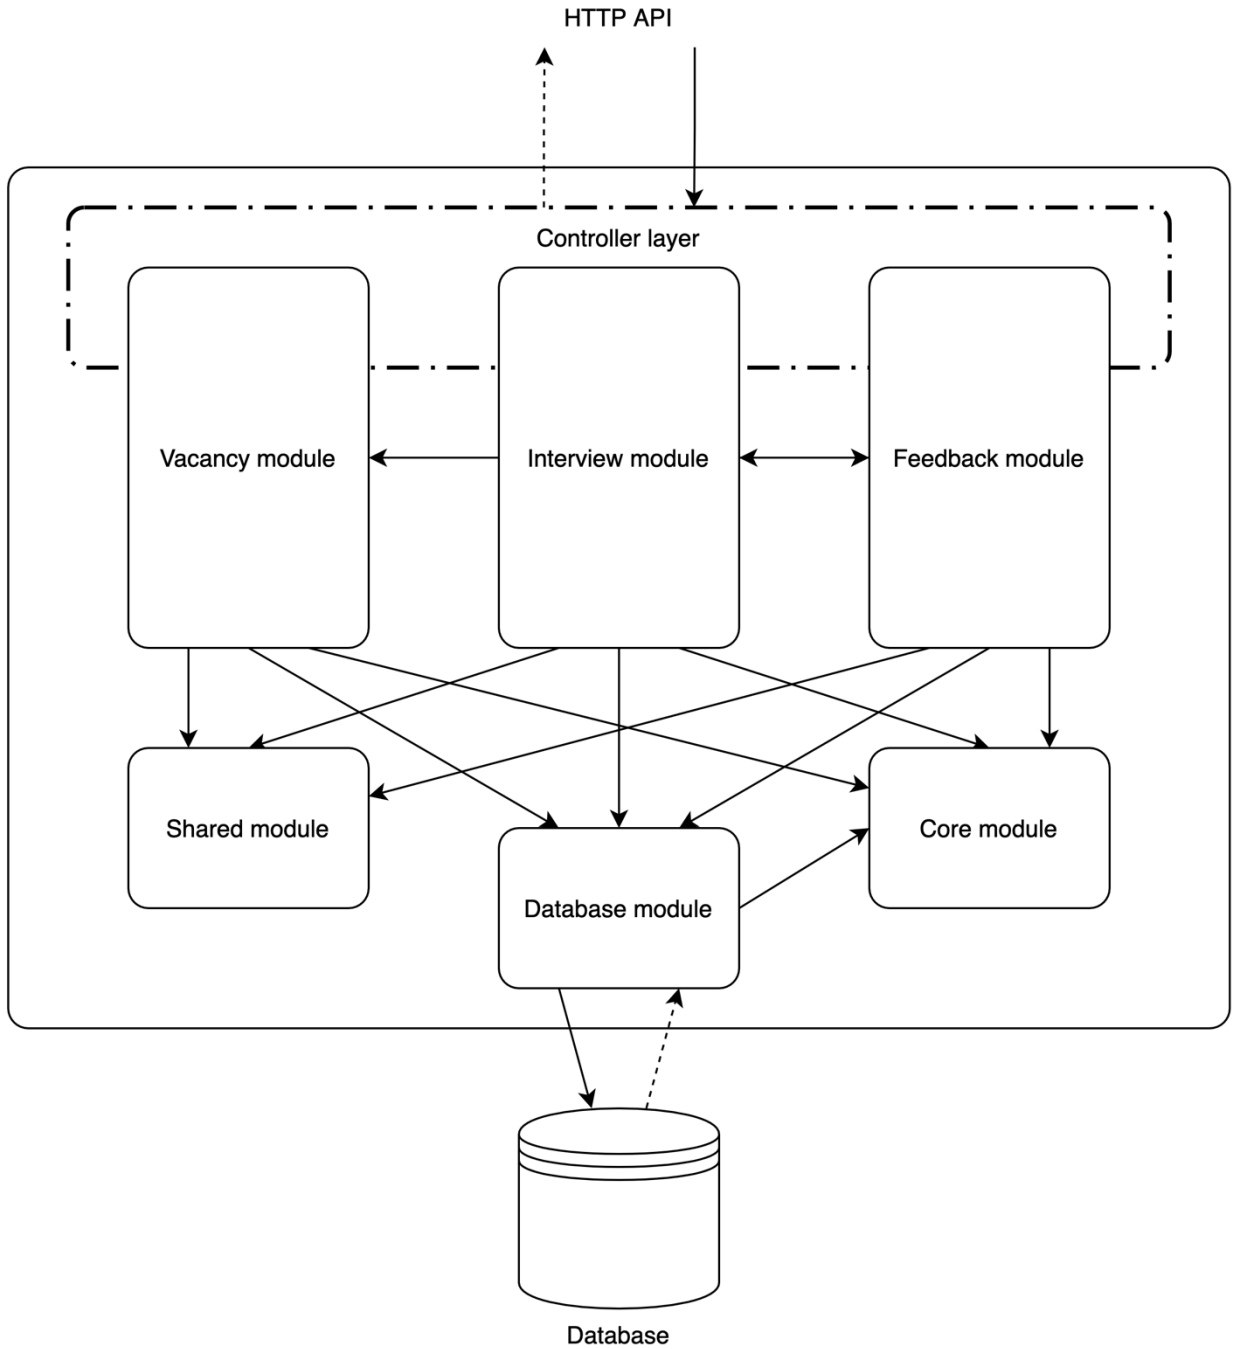 HTTP API
Controller layer
Vacancy module
Interview module
Feedback module
Shared module
Core module
Database module
Database